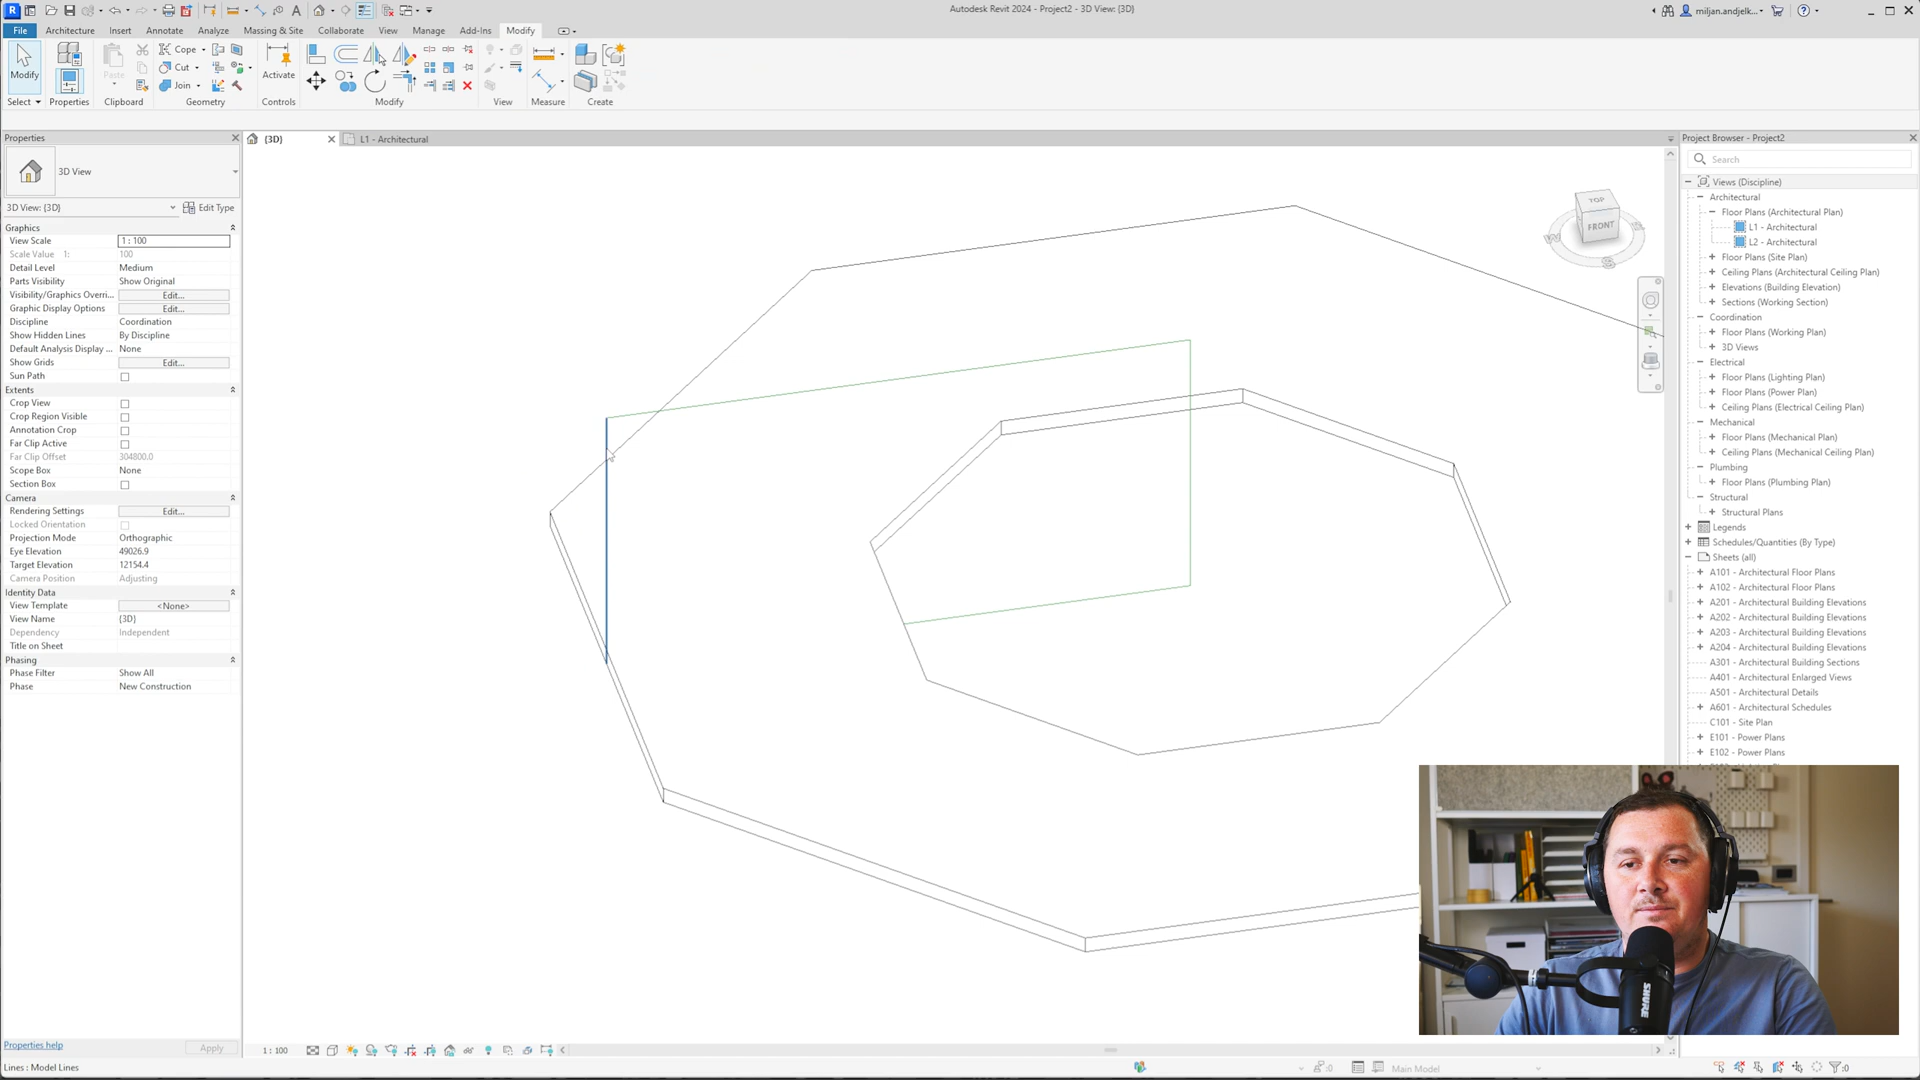 Autodesk Revit 2024 - Project2 - 3D View: {3D}
miljan.andjelk...
File Architecture Insert Annotate Analyze Massing & Site Collaborate View Manage Add-Ins Modify
Modify
Select
Properties
Paste
Clipboard
Cope
Cut
Join
Geometry
Activate
Controls
Modify
View
Measure
Create
Properties
{3D}
L1 - Architectural
3D View
3D View: {3D}
Edit Type
Graphics
View Scale 1 : 100
Scale Value 1: 100
Detail Level Medium
Parts Visibility Show Original
Visibility/Graphics Overri... Edit...
Graphic Display Options Edit...
Discipline Coordination
Show Hidden Lines By Discipline
Default Analysis Display ... None
Show Grids Edit...
Sun Path
Extents
Crop View
Crop Region Visible
Annotation Crop
Far Clip Active
Far Clip Offset 304800.0
Scope Box None
Section Box
Camera
Rendering Settings Edit...
Locked Orientation
Projection Mode Orthographic
Eye Elevation 49026.9
Target Elevation 12154.4
Camera Position Adjusting
Identity Data
View Template <None>
View Name {3D}
Dependency Independent
Title on Sheet
Phasing
Phase Filter Show All
Phase New Construction
Properties help
Apply
TOP
FRONT
W
S
Project Browser - Project2
Search
Views (Discipline)
Architectural
Floor Plans (Architectural Plan)
L1 - Architectural
L2 - Architectural
Floor Plans (Site Plan)
Ceiling Plans (Architectural Ceiling Plan)
Elevations (Building Elevation)
Sections (Working Section)
Coordination
Floor Plans (Working Plan)
3D Views
Electrical
Floor Plans (Lighting Plan)
Floor Plans (Power Plan)
Ceiling Plans (Electrical Ceiling Plan)
Mechanical
Floor Plans (Mechanical Plan)
Ceiling Plans (Mechanical Ceiling Plan)
Plumbing
Floor Plans (Plumbing Plan)
Structural
Structural Plans
Legends
Schedules/Quantities (By Type)
Sheets (all)
A101 - Architectural Floor Plans
A102 - Architectural Floor Plans
A201 - Architectural Building Elevations
A202 - Architectural Building Elevations
A203 - Architectural Building Elevations
A204 - Architectural Building Elevations
A301 - Architectural Building Sections
A401 - Architectural Enlarged Views
A501 - Architectural Details
A601 - Architectural Schedules
C101 - Site Plan
E101 - Power Plans
E102 - Power Plans
SHURE
1 : 100
Lines : Model Lines
:0
Main Model
:0